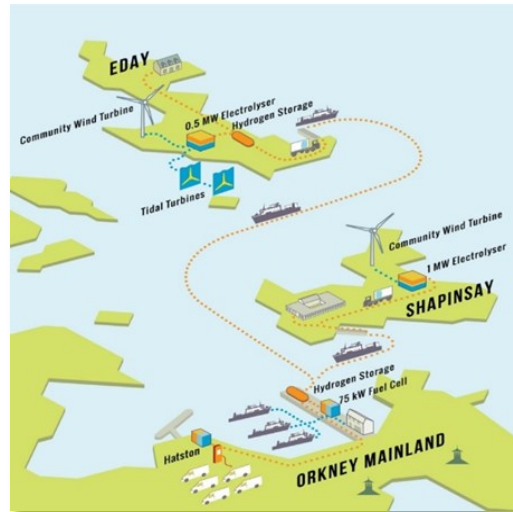 EDAY
Community Wind Turbine
0.5 MW Electrolyser
Hydrogen Storage
Tidal Turbines
Community Wind Turbine
1 MW Electrolyser
SHAPINSAY
Hydrogen Storage
75 kW Fuel Cell
Hatston
ORKNEY MAINLAND